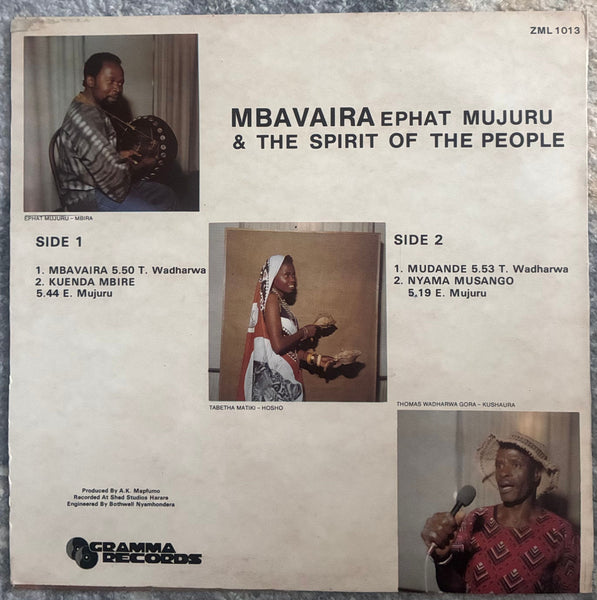 ZML 1013
MBAVAIRA EPHAT MUJURU
& THE SPIRIT OF THE PEOPLE
EPHAT MUJURU - MBIRA
SIDE 1
1. MBAVAIRA 5.50 T. Wadharwa
2. KUENDA MBIRE
5.44 E. Mujuru
SIDE 2
1. MUDANDE 5.53 T. Wadharwa
2. NYAMA MUSANGO
5,19 E. Mujuru
TABETHA MATIKI - HOSHO
THOMAS WADHARWA GORA - KUSHAURA
Produced By A.K. Mapfumo
Recorded At Shed Studios Harare
Engineered By Bothwell Nyamhondera
GRAMMA
RECORDS